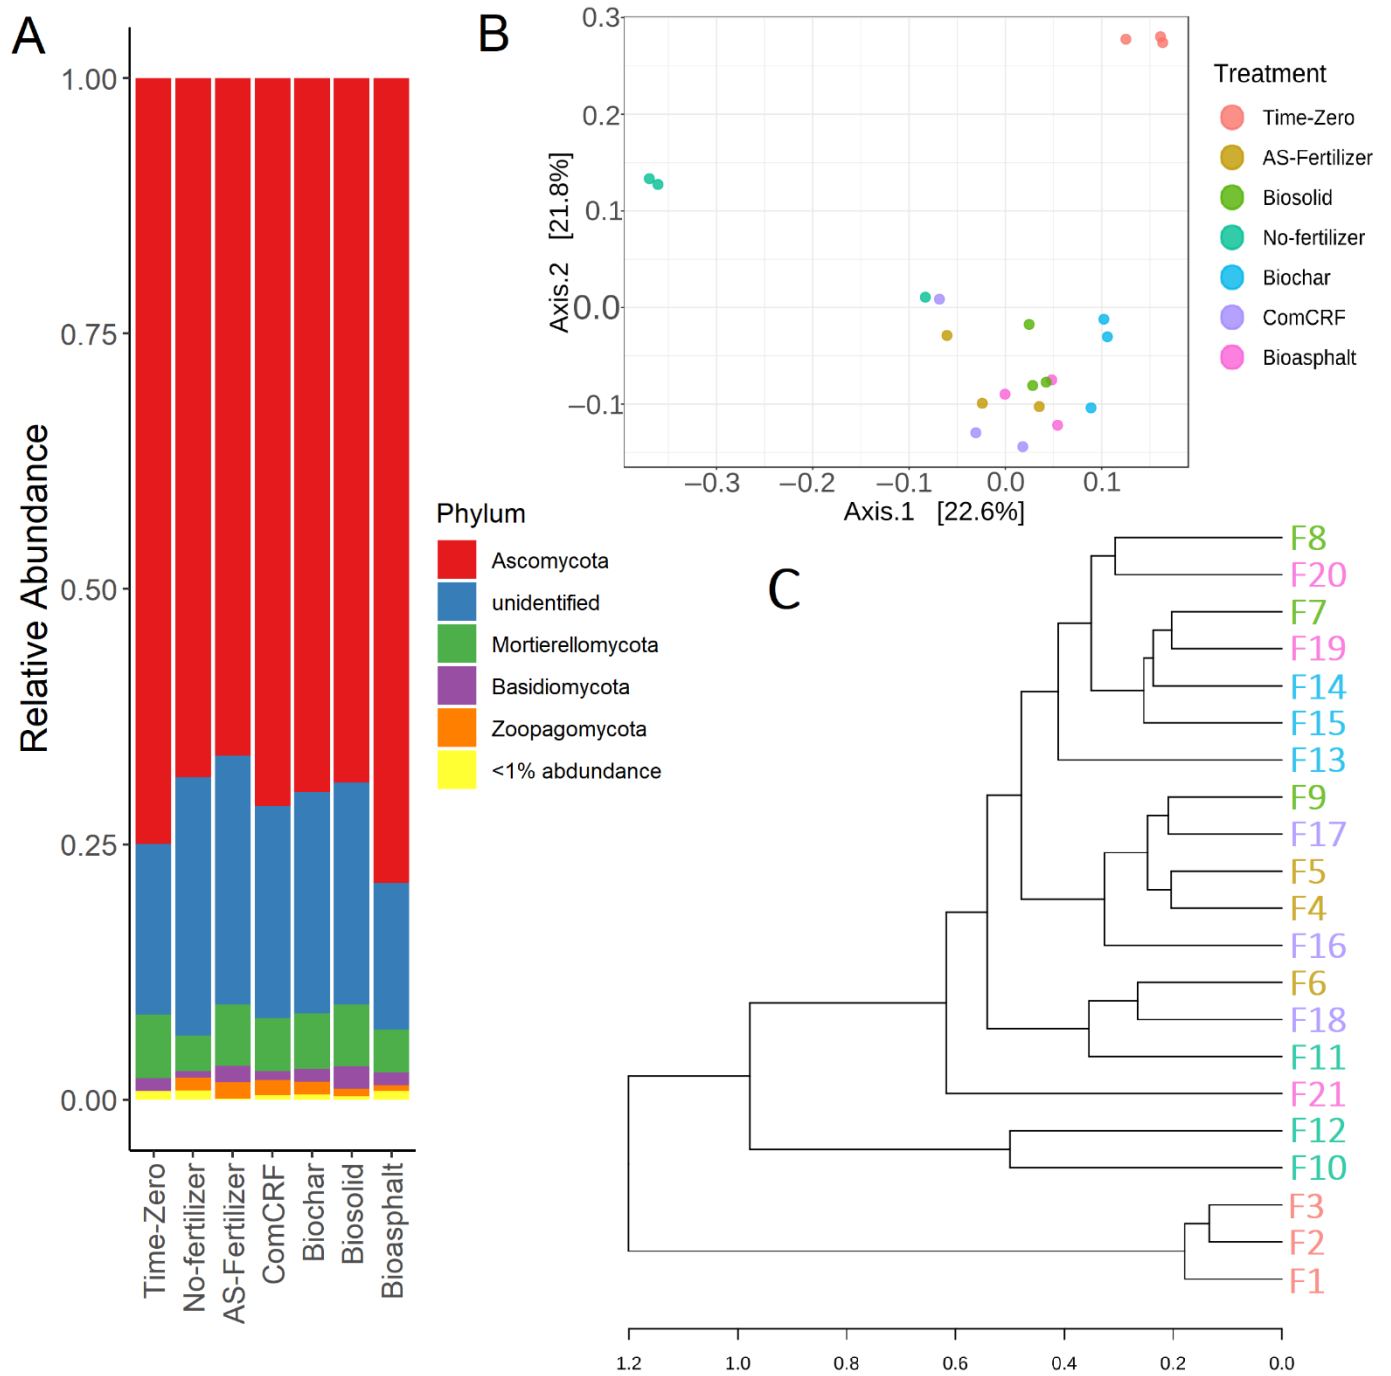 A
1.00
0.75
0.50
0.25
0.00
Relative Abundance
Time-Zero
No-fertilizer
AS-Fertilizer
ComCRF
Biochar
Biosolid
Bioasphalt
Phylum
Ascomycota
unidentified
Mortierellomycota
Basidiomycota
Zoopagomycota
<1% abdundance
B
0.3
0.2
0.1
0.0
−0.1
Axis.2 [21.8%]
−0.3
−0.2
−0.1
0.0
0.1
Axis.1 [22.6%]
Treatment
Time-Zero
AS-Fertilizer
Biosolid
No-fertilizer
Biochar
ComCRF
Bioasphalt
C
F8
F20
F7
F19
F14
F15
F13
F9
F17
F5
F4
F16
F6
F18
F11
F21
F12
F10
F3
F2
F1
1.2
1.0
0.8
0.6
0.4
0.2
0.0